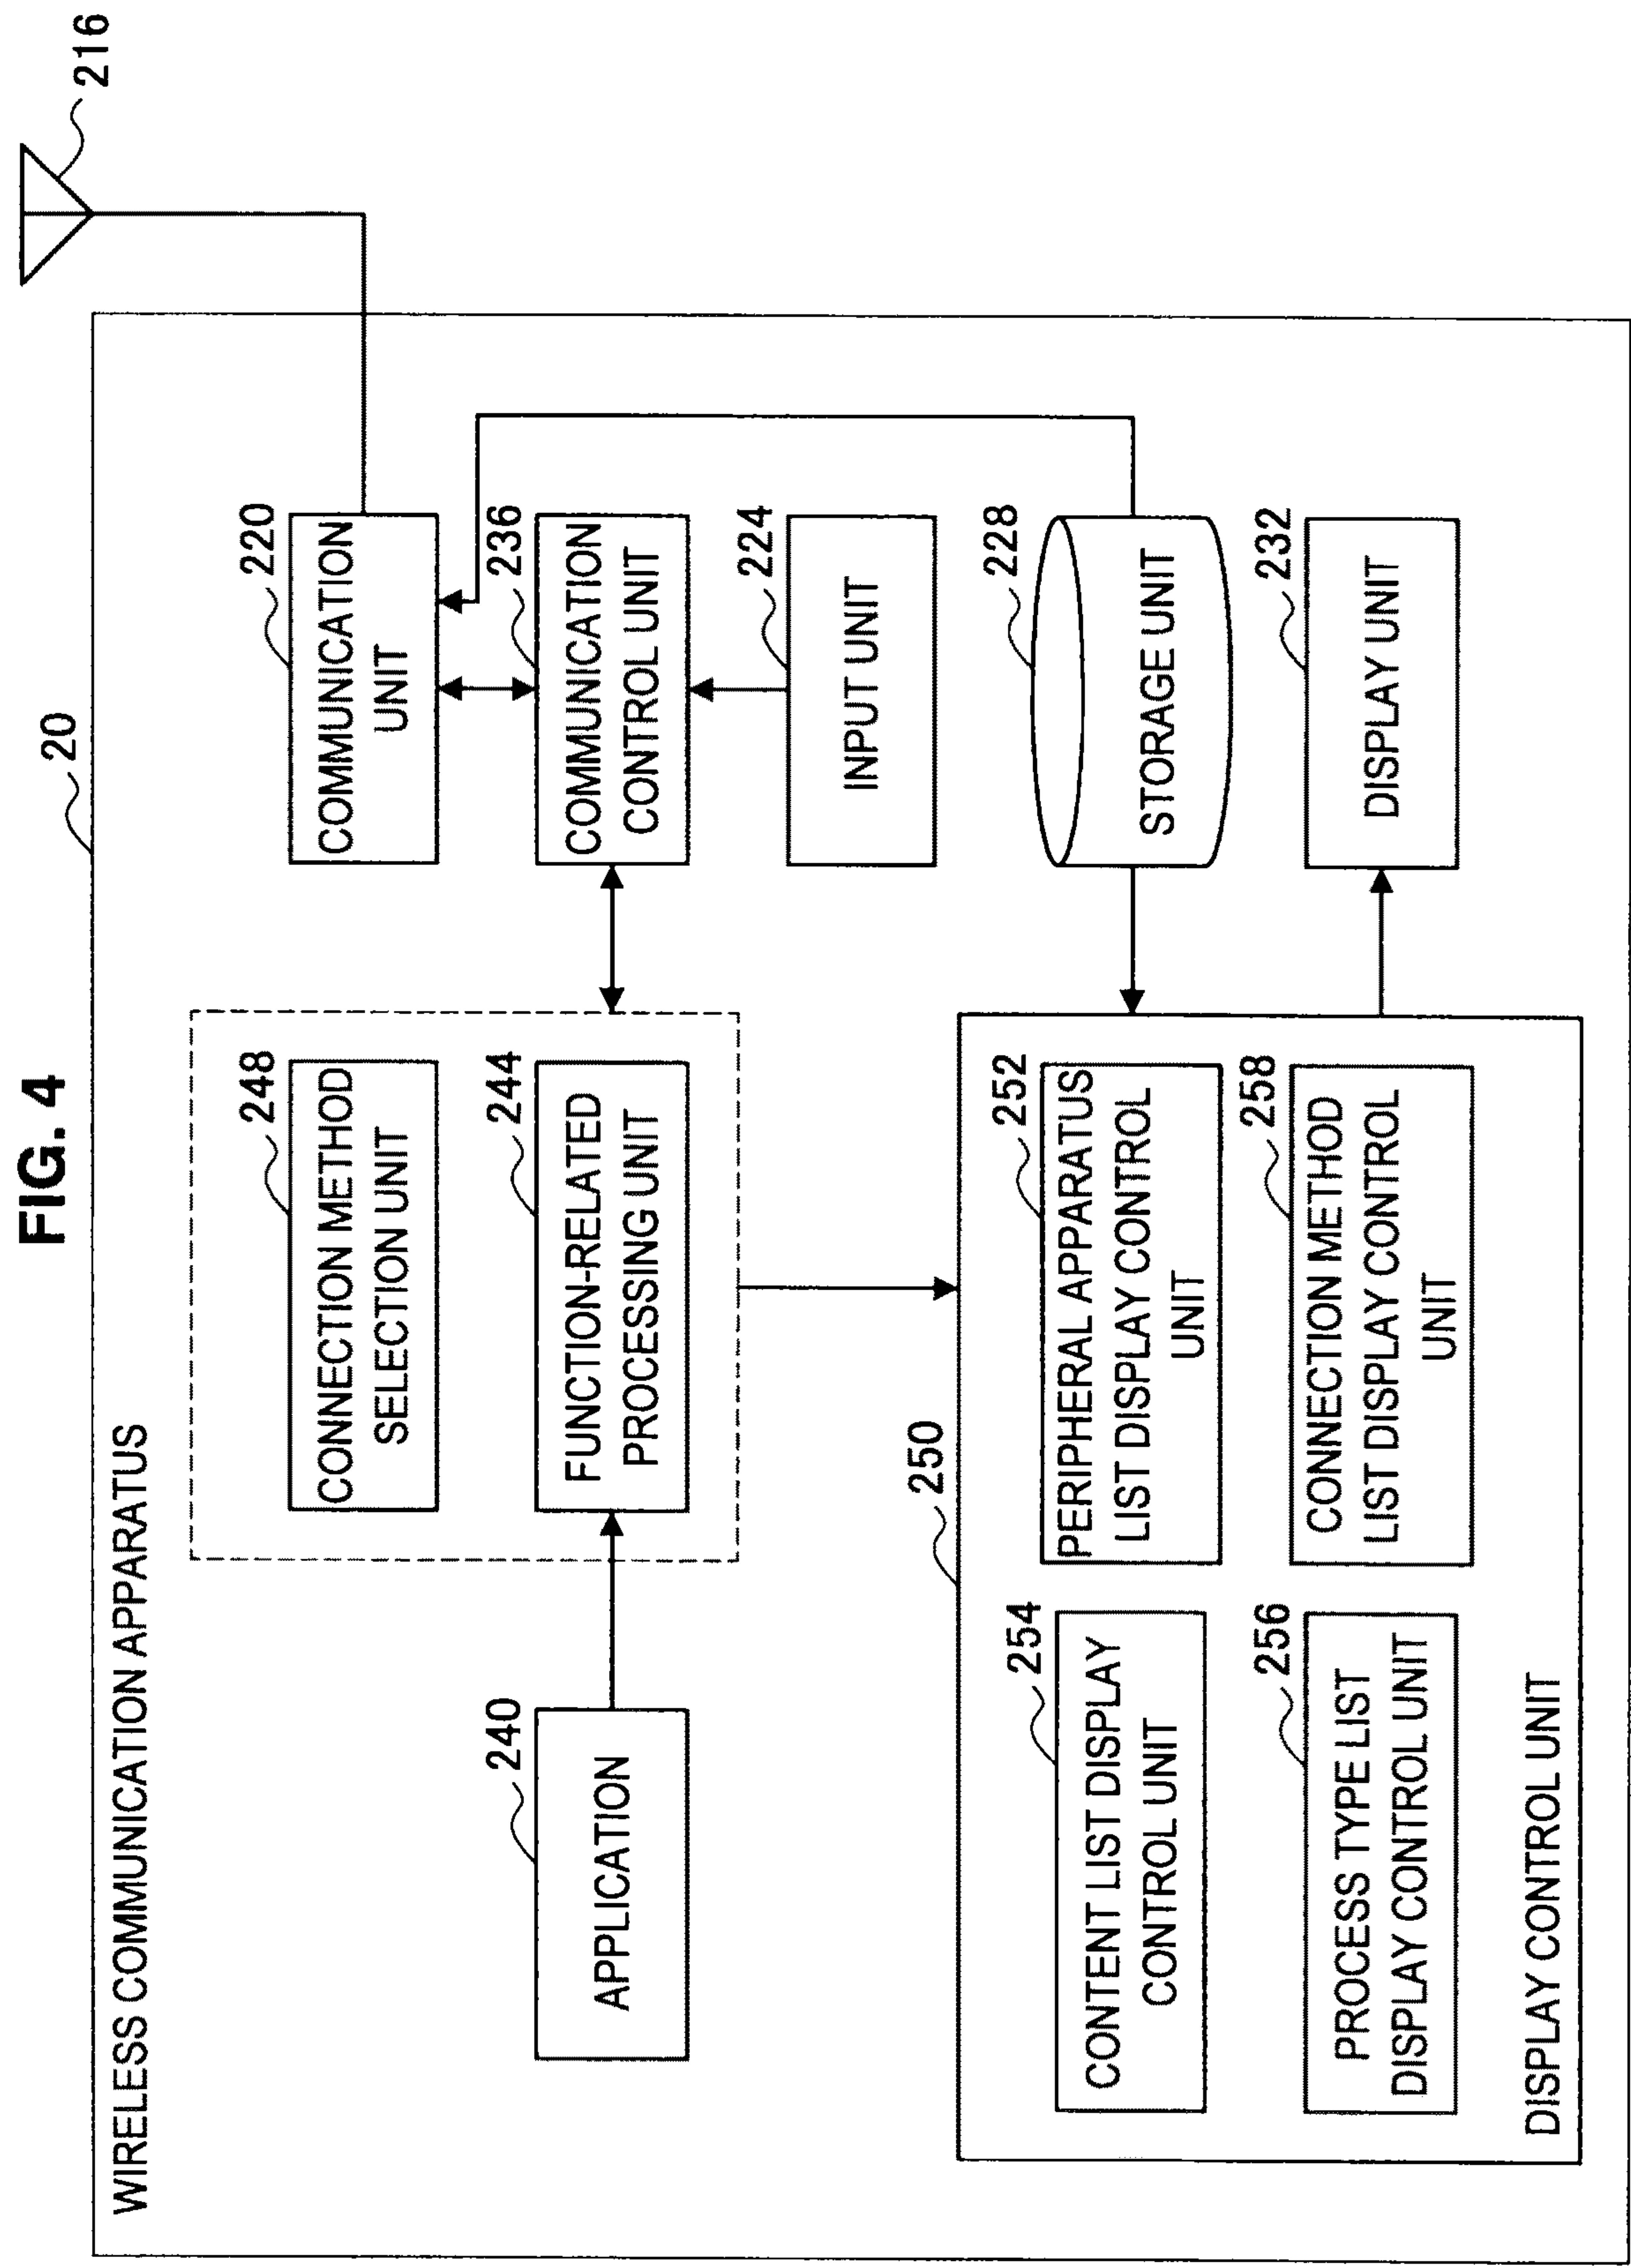 FIG. 4
20
WIRELESS COMMUNICATION APPARATUS
216
248
CONNECTION METHOD
SELECTION UNIT
220
COMMUNICATION
UNIT
240
APPLICATION
244
FUNCTION-RELATED
PROCESSING UNIT
236
COMMUNICATION
CONTROL UNIT
224
INPUT UNIT
250
254
CONTENT LIST DISPLAY
CONTROL UNIT
252
PERIPHERAL APPARATUS
LIST DISPLAY CONTROL
UNIT
228
STORAGE UNIT
256
PROCESS TYPE LIST
DISPLAY CONTROL UNIT
258
CONNECTION METHOD
LIST DISPLAY CONTROL
UNIT
232
DISPLAY UNIT
DISPLAY CONTROL UNIT